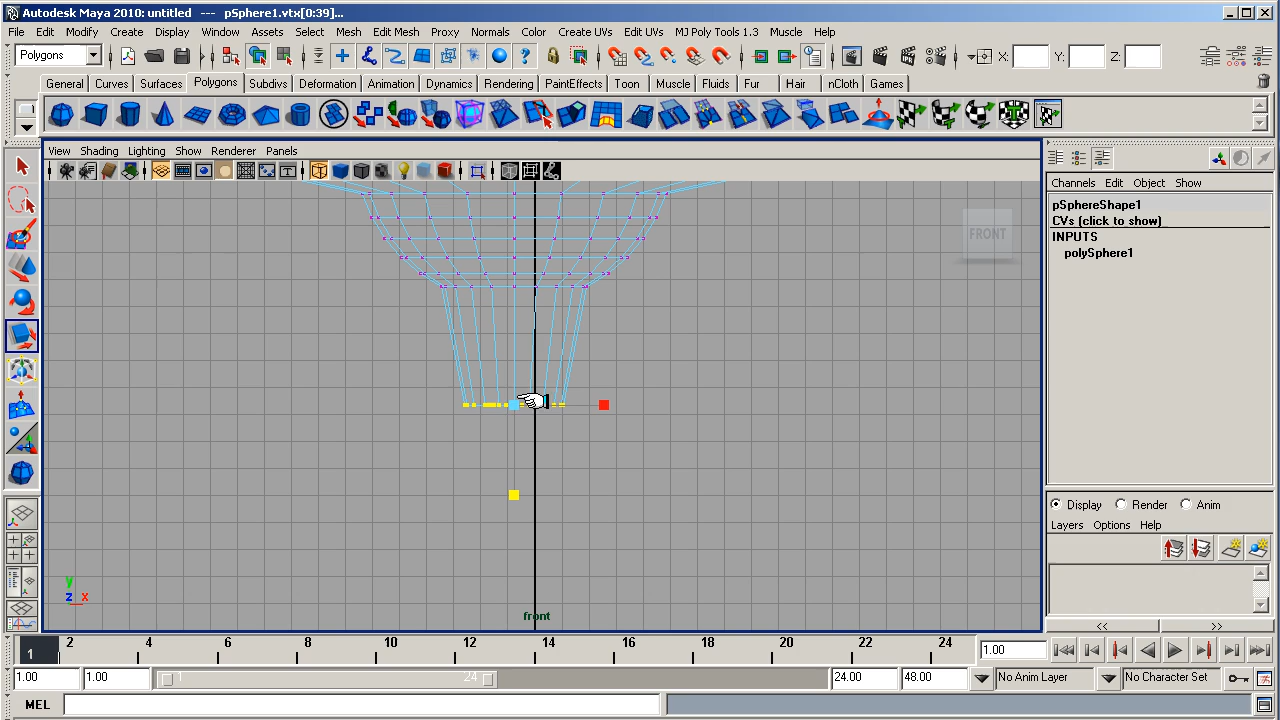 Autodesk Maya 2010: untitled --- pSphere1.vtx[0:39]...
File Edit Modify Create Display Window Assets Select Mesh Edit Mesh Proxy Normals Color Create UVs Edit UVs MJ Poly Tools 1.3 Muscle Help
Polygons X: Y: Z:
General Curves Surfaces Polygons Subdivs Deformation Animation Dynamics Rendering PaintEffects Toon Muscle Fluids Fur Hair nCloth Games
View Shading Lighting Show Renderer Panels
Channels Edit Object Show
pSphereShape1
CVs (click to show)
INPUTS
polySphere1
FRONT
Display Render Anim
Layers Options Help
y
z x
front
<< >>
1 2 4 6 8 10 12 14 16 18 20 22 24 1.00
1.00 1.00 1 24 24.00 48.00 No Anim Layer No Character Set
MEL